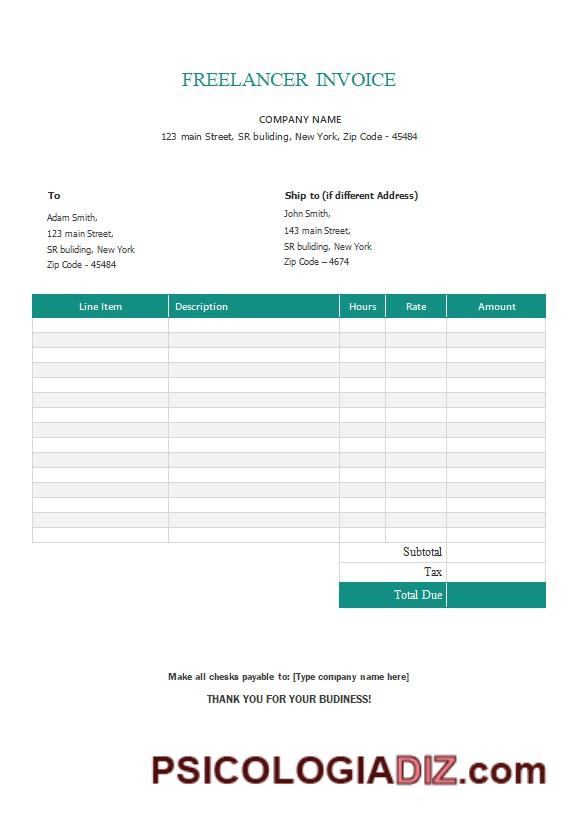 FREELANCER INVOICE
COMPANY NAME
123 main Street, SR buliding, New York, Zip Code - 45484
To
Adam Smith,
123 main Street,
SR buliding, New York
Zip Code - 45484
Ship to (if different Address)
John Smith,
143 main Street,
SR buliding, New York
Zip Code – 4674
Line Item Description Hours Rate Amount
Subtotal
Tax
Total Due
Make all chesks payable to: [Type company name here]
THANK YOU FOR YOUR BUDINESS!
PSICOLOGIADIZ.com